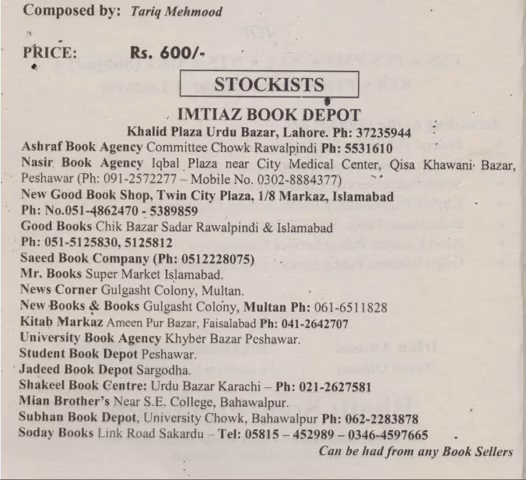 Composed by: Tariq Mehmood
PRICE: Rs. 600/-
STOCKISTS
IMTIAZ BOOK DEPOT
Khalid Plaza Urdu Bazar, Lahore. Ph: 37235944
Ashraf Book Agency Committee Chowk Rawalpindi Ph: 5531610
Nasir Book Agency Iqbal Plaza near City Medical Center, Qisa Khawani Bazar,
Peshawar (Ph: 091-2572277 – Mobile No. 0302-8884377)
New Good Book Shop, Twin City Plaza, 1/8 Markaz, Islamabad
Ph: No.051-4862470 - 5389859
Good Books Chik Bazar Sadar Rawalpindi & Islamabad
Ph: 051-5125830, 5125812
Saeed Book Company (Ph: 0512228075)
Mr. Books Super Market Islamabad.
News Corner Gulgasht Colony, Multan.
New Books & Books Gulgasht Colony, Multan Ph: 061-6511828
Kitab Markaz Ameen Pur Bazar, Faisalabad Ph: 041-2642707
University Book Agency Khyber Bazar Peshawar.
Student Book Depot Peshawar.
Jadeed Book Depot Sargodha.
Shakeel Book Centre: Urdu Bazar Karachi – Ph: 021-2627581
Mian Brother's Near S.E. College, Bahawalpur.
Subhan Book Depot, University Chowk, Bahawalpur Ph: 062-2283878
Soday Books Link Road Sakardu – Tel: 05815 – 452989 – 0346-4597665
Can be had from any Book Sellers